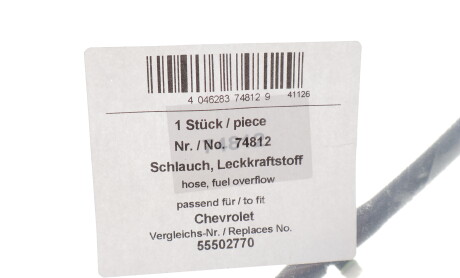 4 046283 74812 9 41126
1 Stück / piece
Nr. / No. 74812
Schlauch, Leckkraftstoff
hose, fuel overflow
passend für / to fit
Chevrolet
Vergleichs-Nr. / Replaces No.
55502770